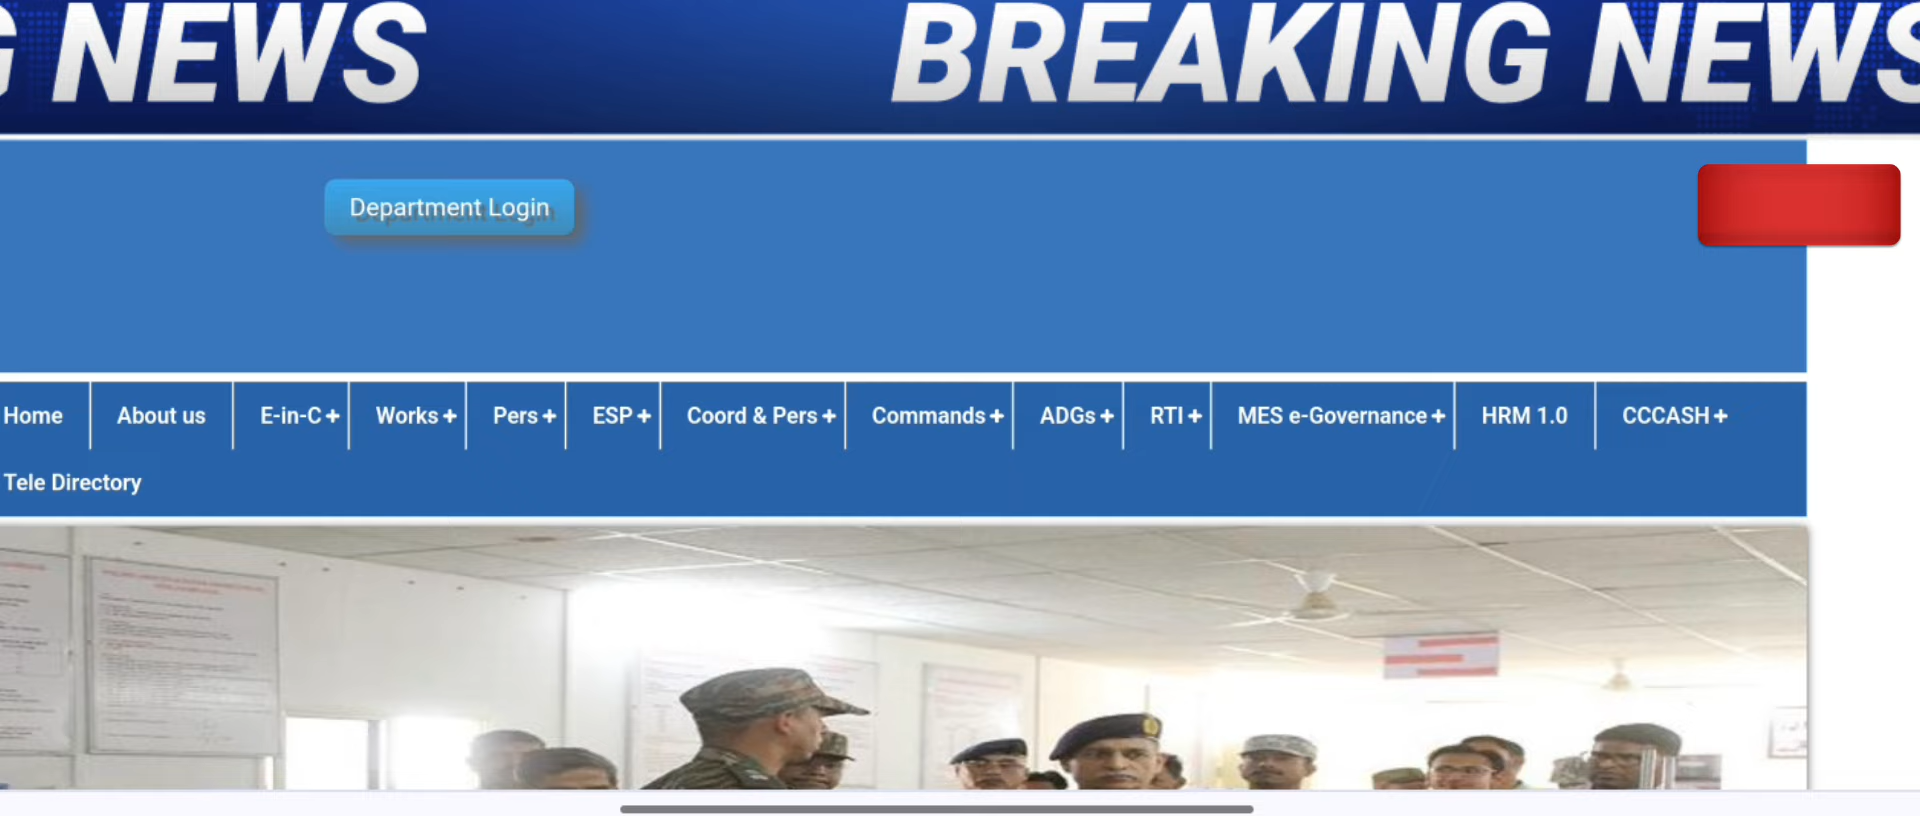 NEWS
BREAKING NEWS
Department Login
Home
About us
E-in-C +
Works +
Pers +
ESP +
Coord & Pers +
Commands +
ADGs +
RTI +
MES e-Governance +
HRM 1.0
CCCASH +
Tele Directory